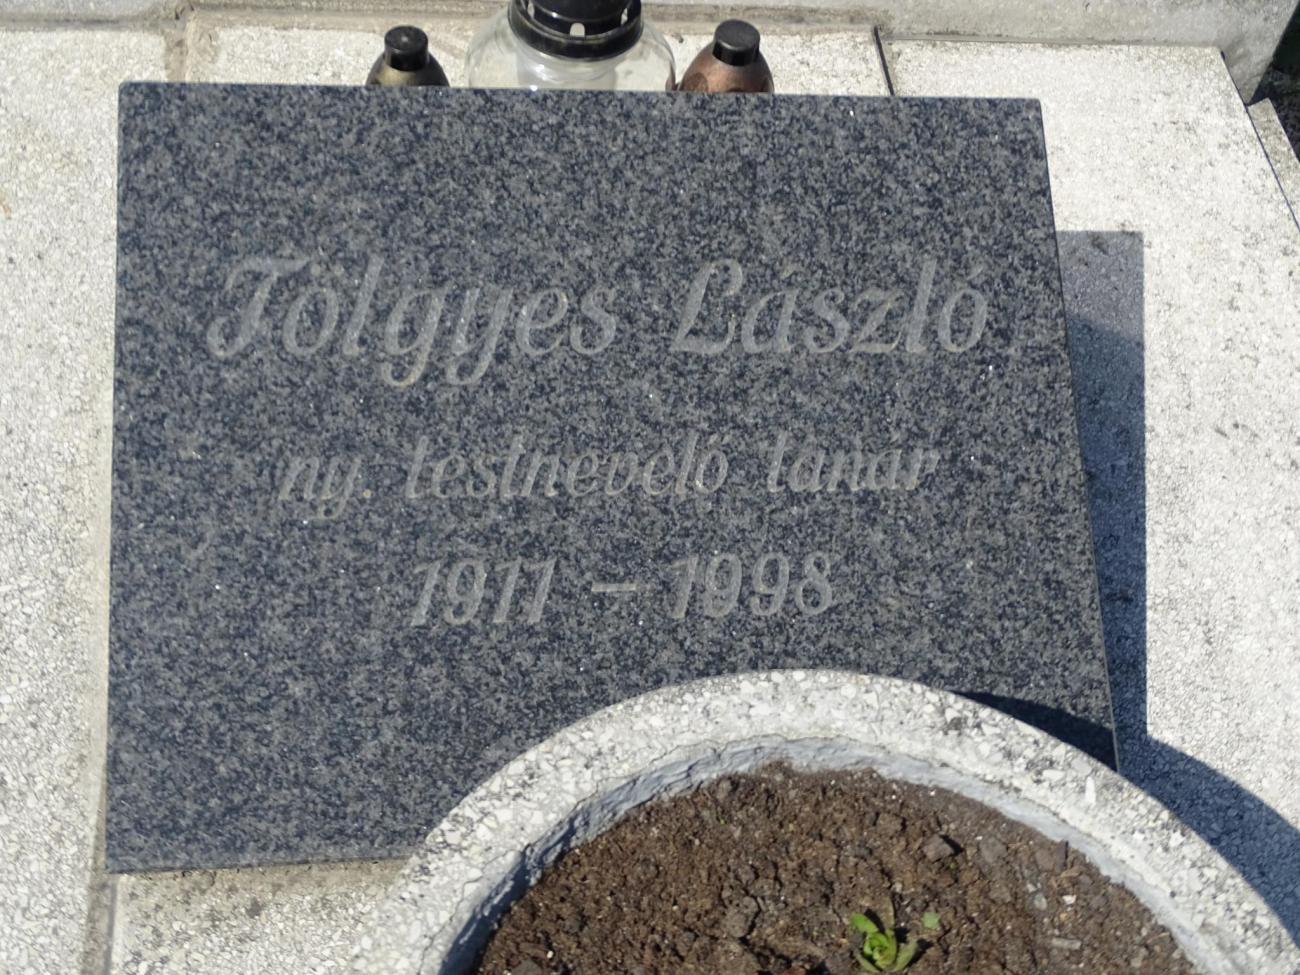 Tölgyes László
ny. testnevelő tanár
1911 – 1998